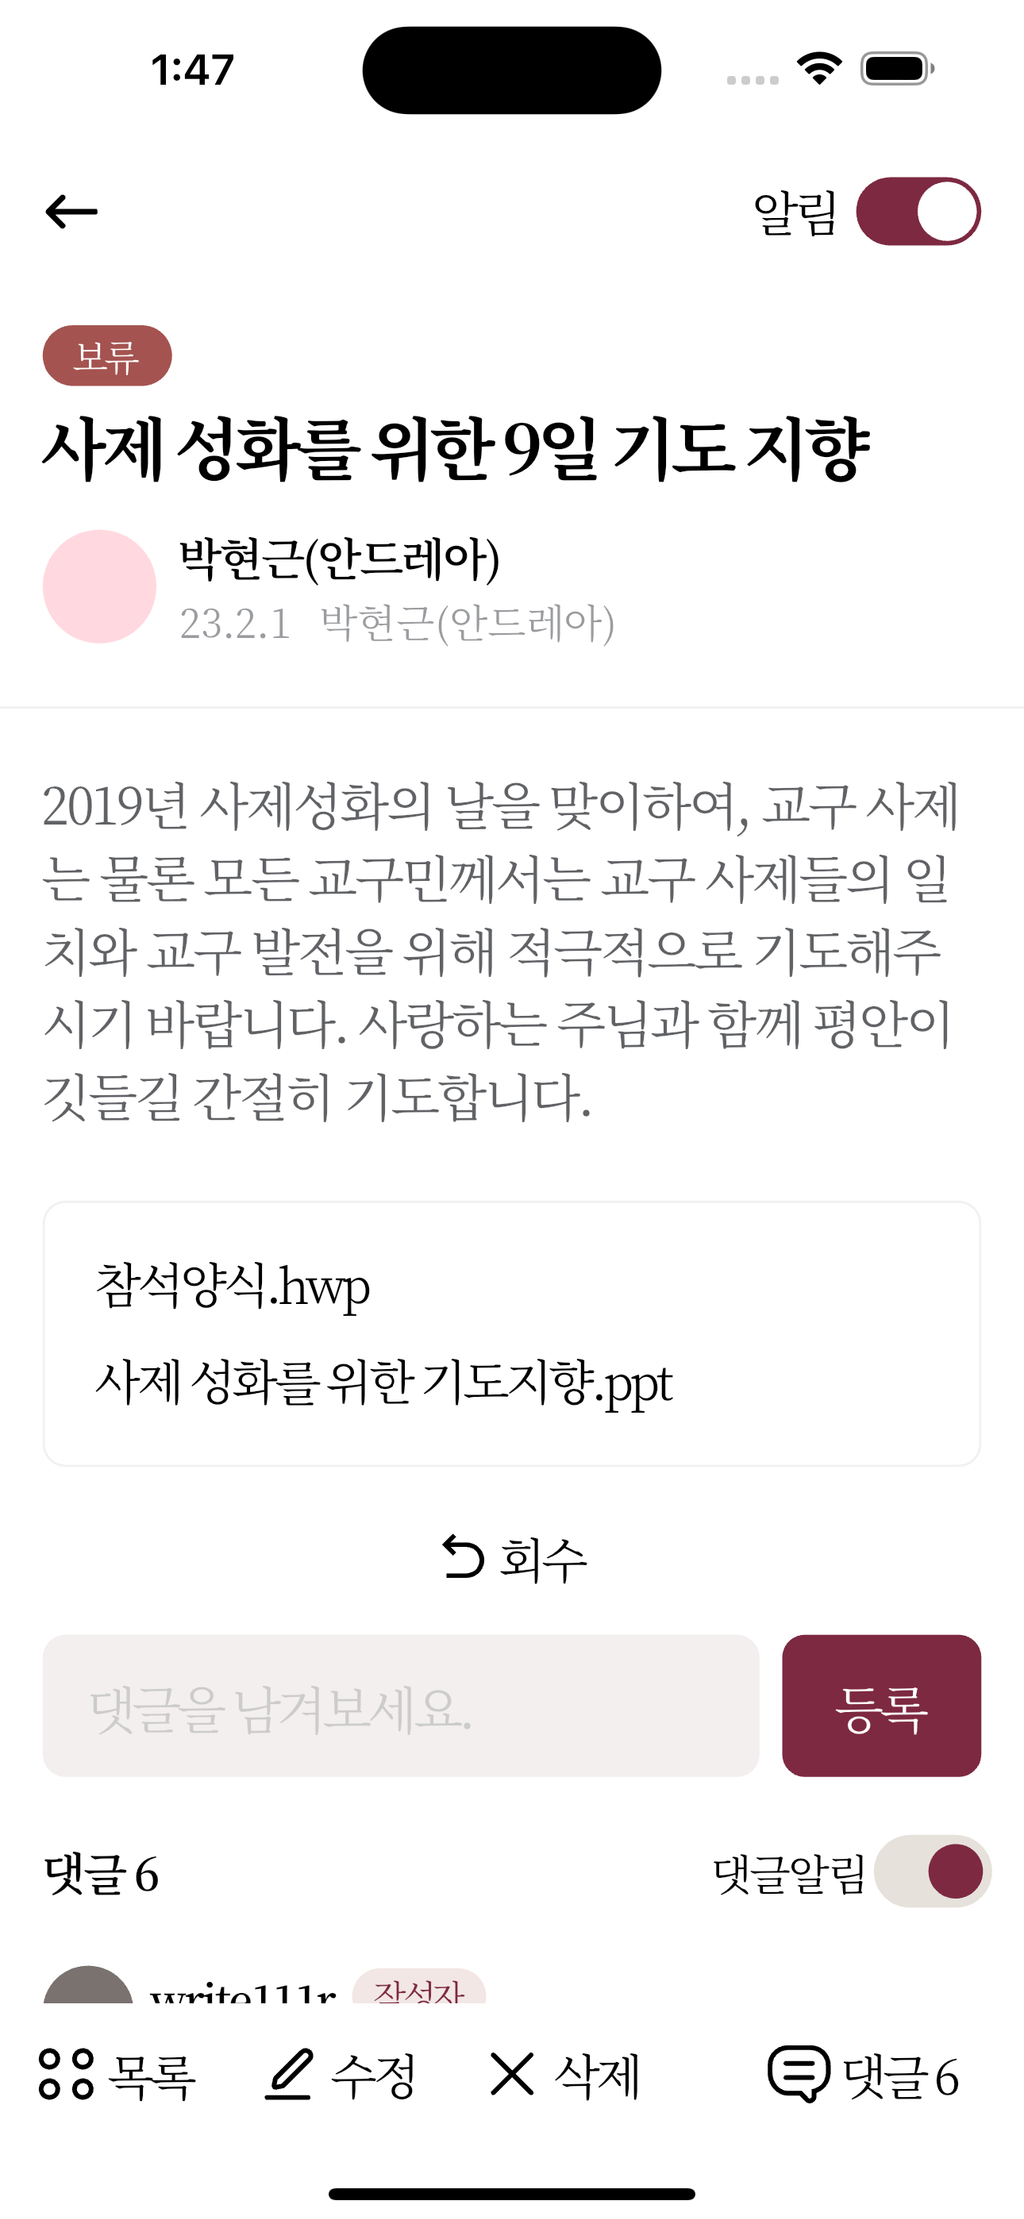 1:47
알림
보류
사제 성화를 위한 9일 기도 지향
박현근(안드레아)
23.2.1 박현근(안드레아)
2019년 사제성화의 날을 맞이하여, 교구 사제
는 물론 모든 교구민께서는 교구 사제들의 일
치와 교구 발전을 위해 적극적으로 기도해주
시기 바랍니다. 사랑하는 주님과 함께 평안이
깃들길 간절히 기도합니다.
참석양식.hwp
사제 성화를 위한 기도지향.ppt
회수
댓글을 남겨보세요.
등록
댓글 6
댓글알림
write111r 작성자
목록
수정
삭제
댓글 6